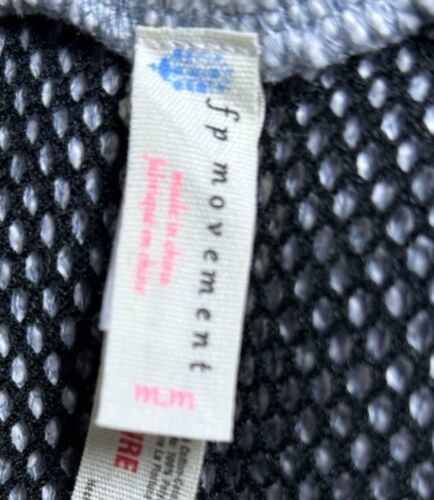 fp movement
made in china
fabriqué en chine
m
m